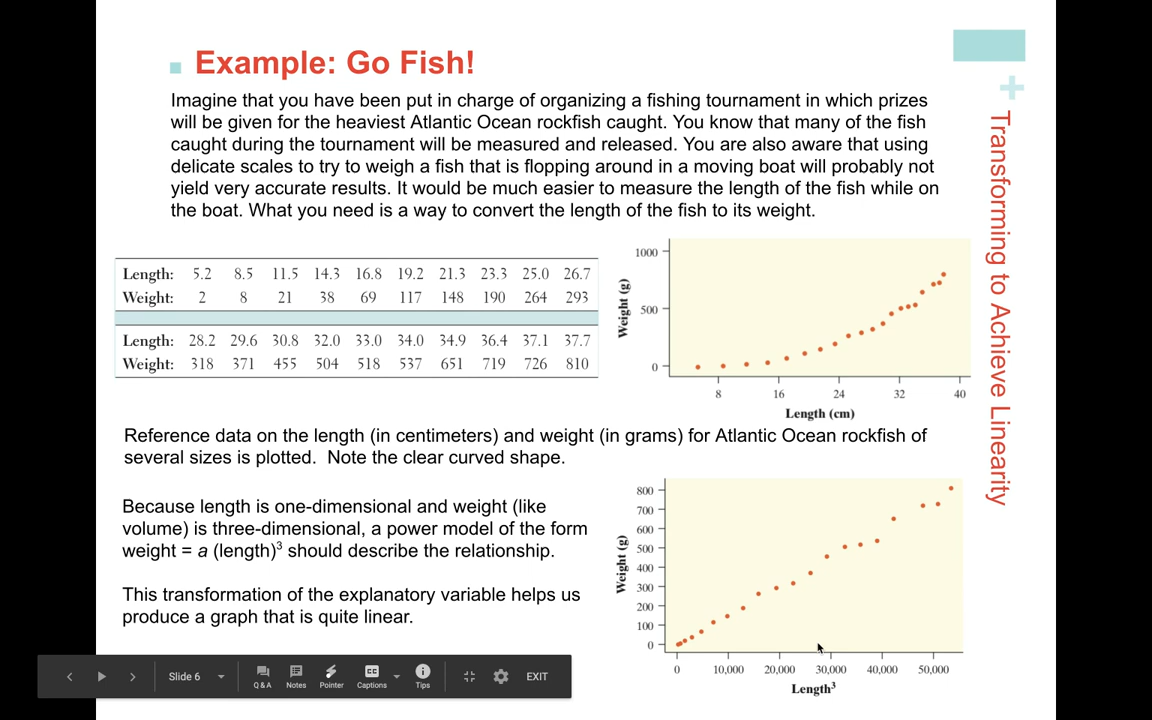 Example: Go Fish!
Imagine that you have been put in charge of organizing a fishing tournament in which prizes
will be given for the heaviest Atlantic Ocean rockfish caught. You know that many of the fish
caught during the tournament will be measured and released. You are also aware that using
delicate scales to try to weigh a fish that is flopping around in a moving boat will probably not
yield very accurate results. It would be much easier to measure the length of the fish while on
the boat. What you need is a way to convert the length of the fish to its weight.
Length: 5.2 8.5 11.5 14.3 16.8 19.2 21.3 23.3 25.0 26.7
Weight: 2 8 21 38 69 117 148 190 264 293
Length: 28.2 29.6 30.8 32.0 33.0 34.0 34.9 36.4 37.1 37.7
Weight: 318 371 455 504 518 537 651 719 726 810
Weight (g)
1000
500
0
8 16 24 32 40
Length (cm)
Reference data on the length (in centimeters) and weight (in grams) for Atlantic Ocean rockfish of
several sizes is plotted. Note the clear curved shape.
Because length is one-dimensional and weight (like
volume) is three-dimensional, a power model of the form
weight = a (length)³ should describe the relationship.
This transformation of the explanatory variable helps us
produce a graph that is quite linear.
Weight (g)
800
700
600
500
400
300
200
100
0
0 10,000 20,000 30,000 40,000 50,000
Length³
+
Transforming to Achieve Linearity
Slide 6
Q&A
Notes
Pointer
CC
Captions
Tips
EXIT